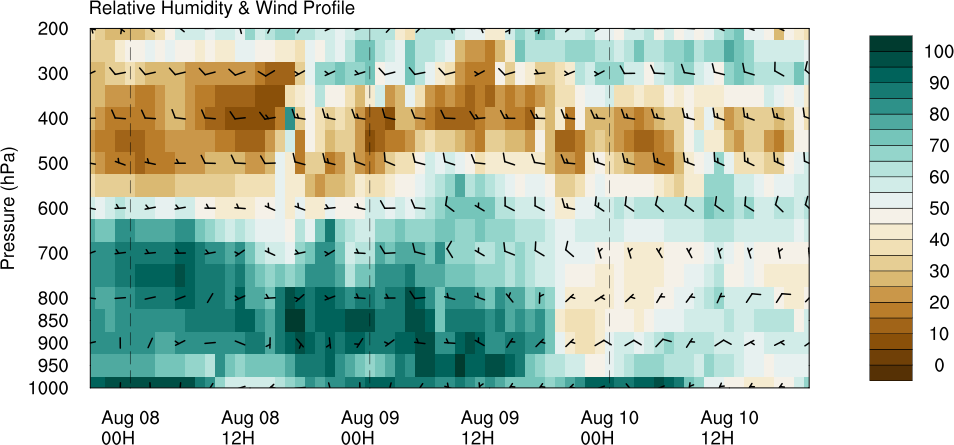 Relative Humidity & Wind Profile
200
300
400
500
600
700
800
850
900
950
1000
Pressure (hPa)
Aug 08 00H
Aug 08 12H
Aug 09 00H
Aug 09 12H
Aug 10 00H
Aug 10 12H
100
90
80
70
60
50
40
30
20
10
0